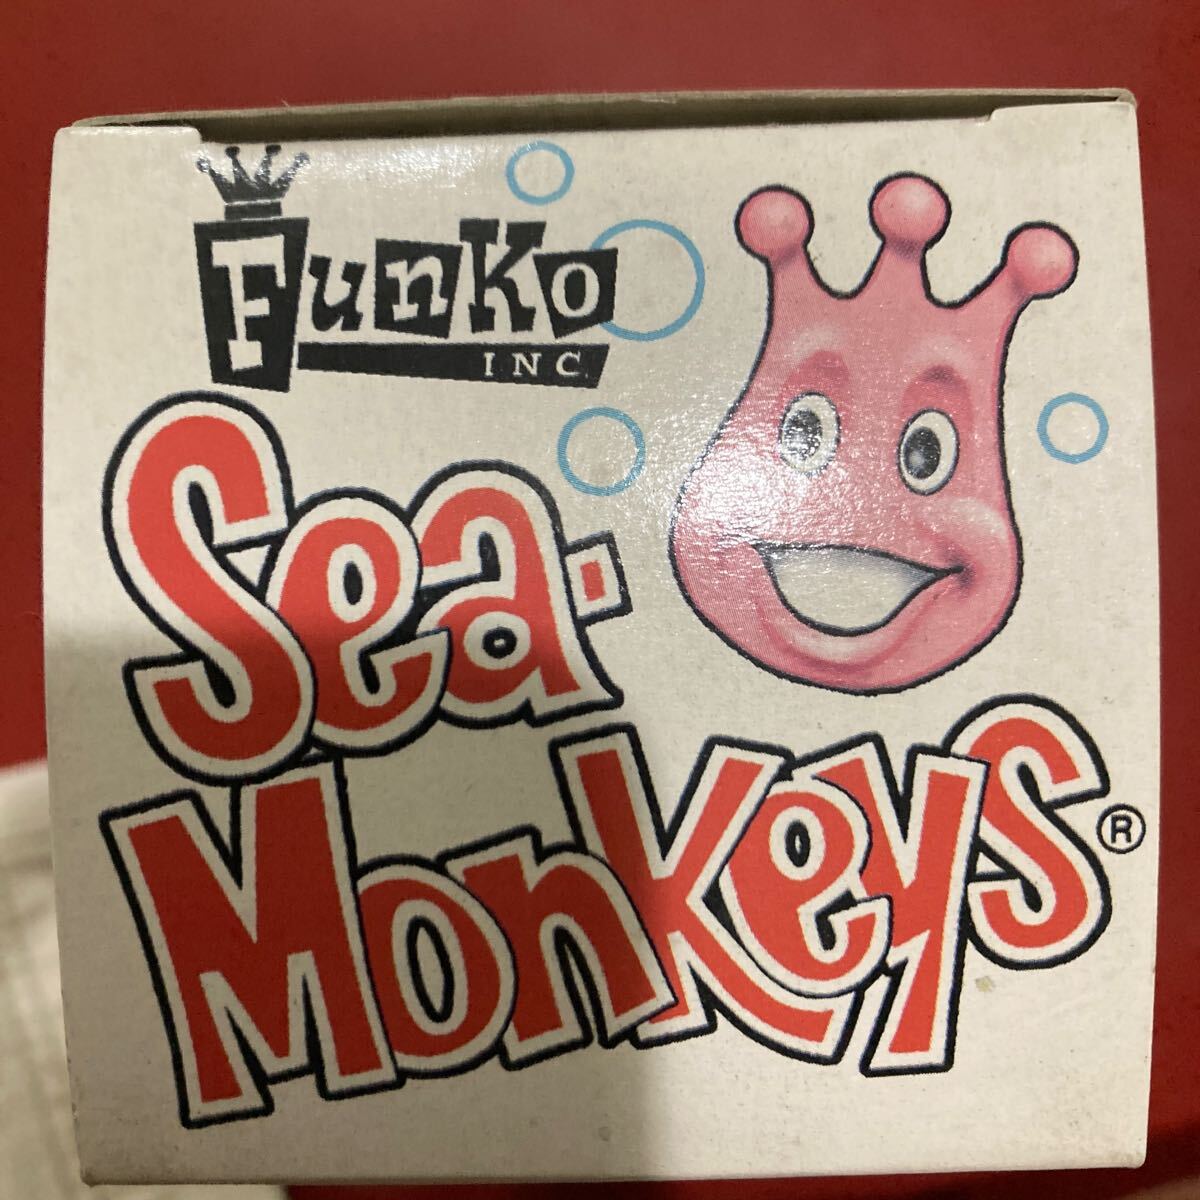 Funko
INC.
Sea-
Monkeys®